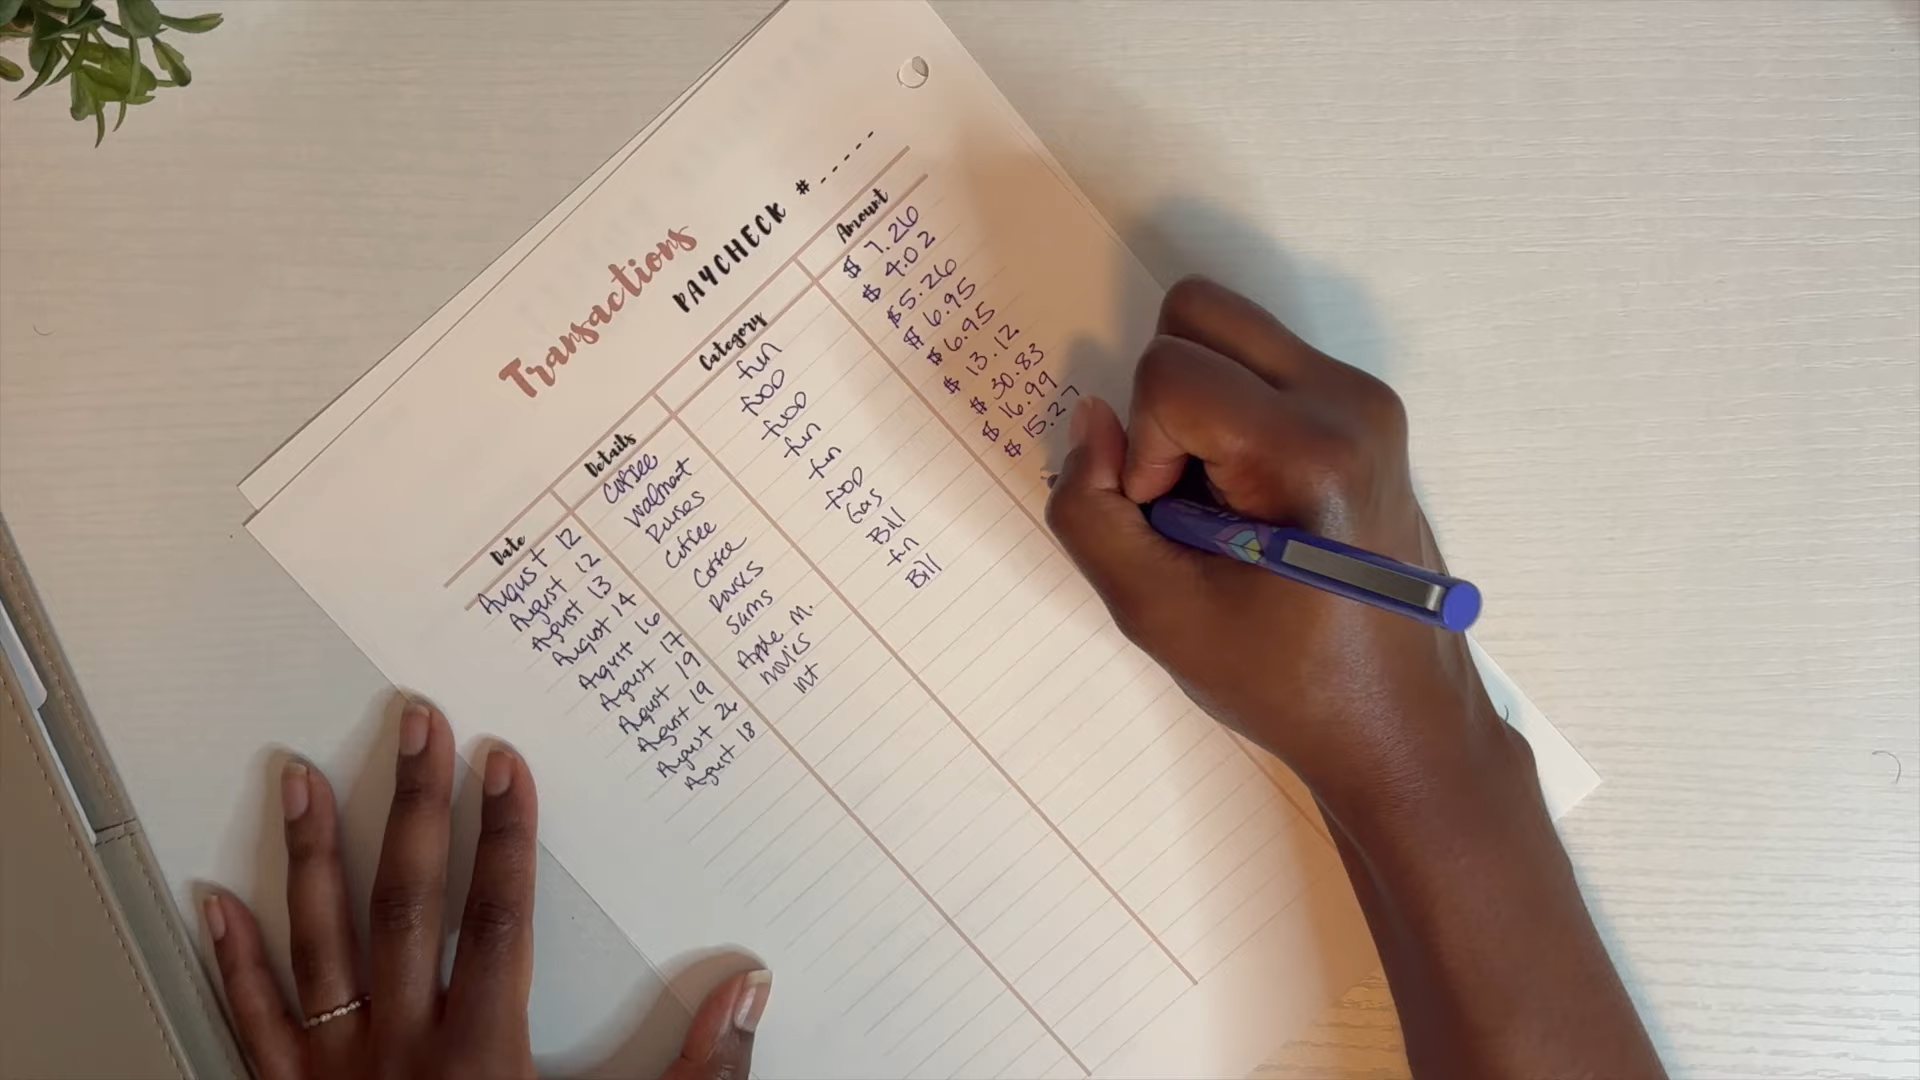 Transactions
PAYCHECK # -----
Date Details Category Amount
August 12 Coffee fun $ 7.26
August 12 Walmart food $ 4.02
August 13 Rouses food $5.26
August 14 Coffee fun $ 6.95
August 16 Coffee fun $ 6.95
August 17 Rouses food $ 13.12
August 19 Sams Gas $ 30.83
August 19 Apple M. Bill $ 16.99
August 26 Movies fun $ 15.27
August 18 Int Bill